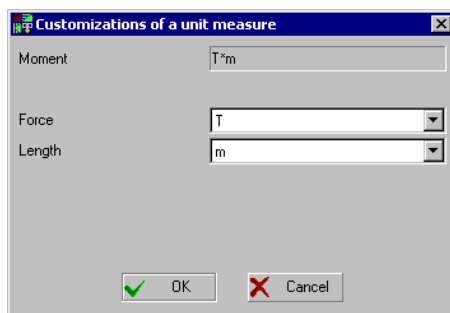 Customizations of a unit measure
Moment T*m
Force T
Length m
OK Cancel